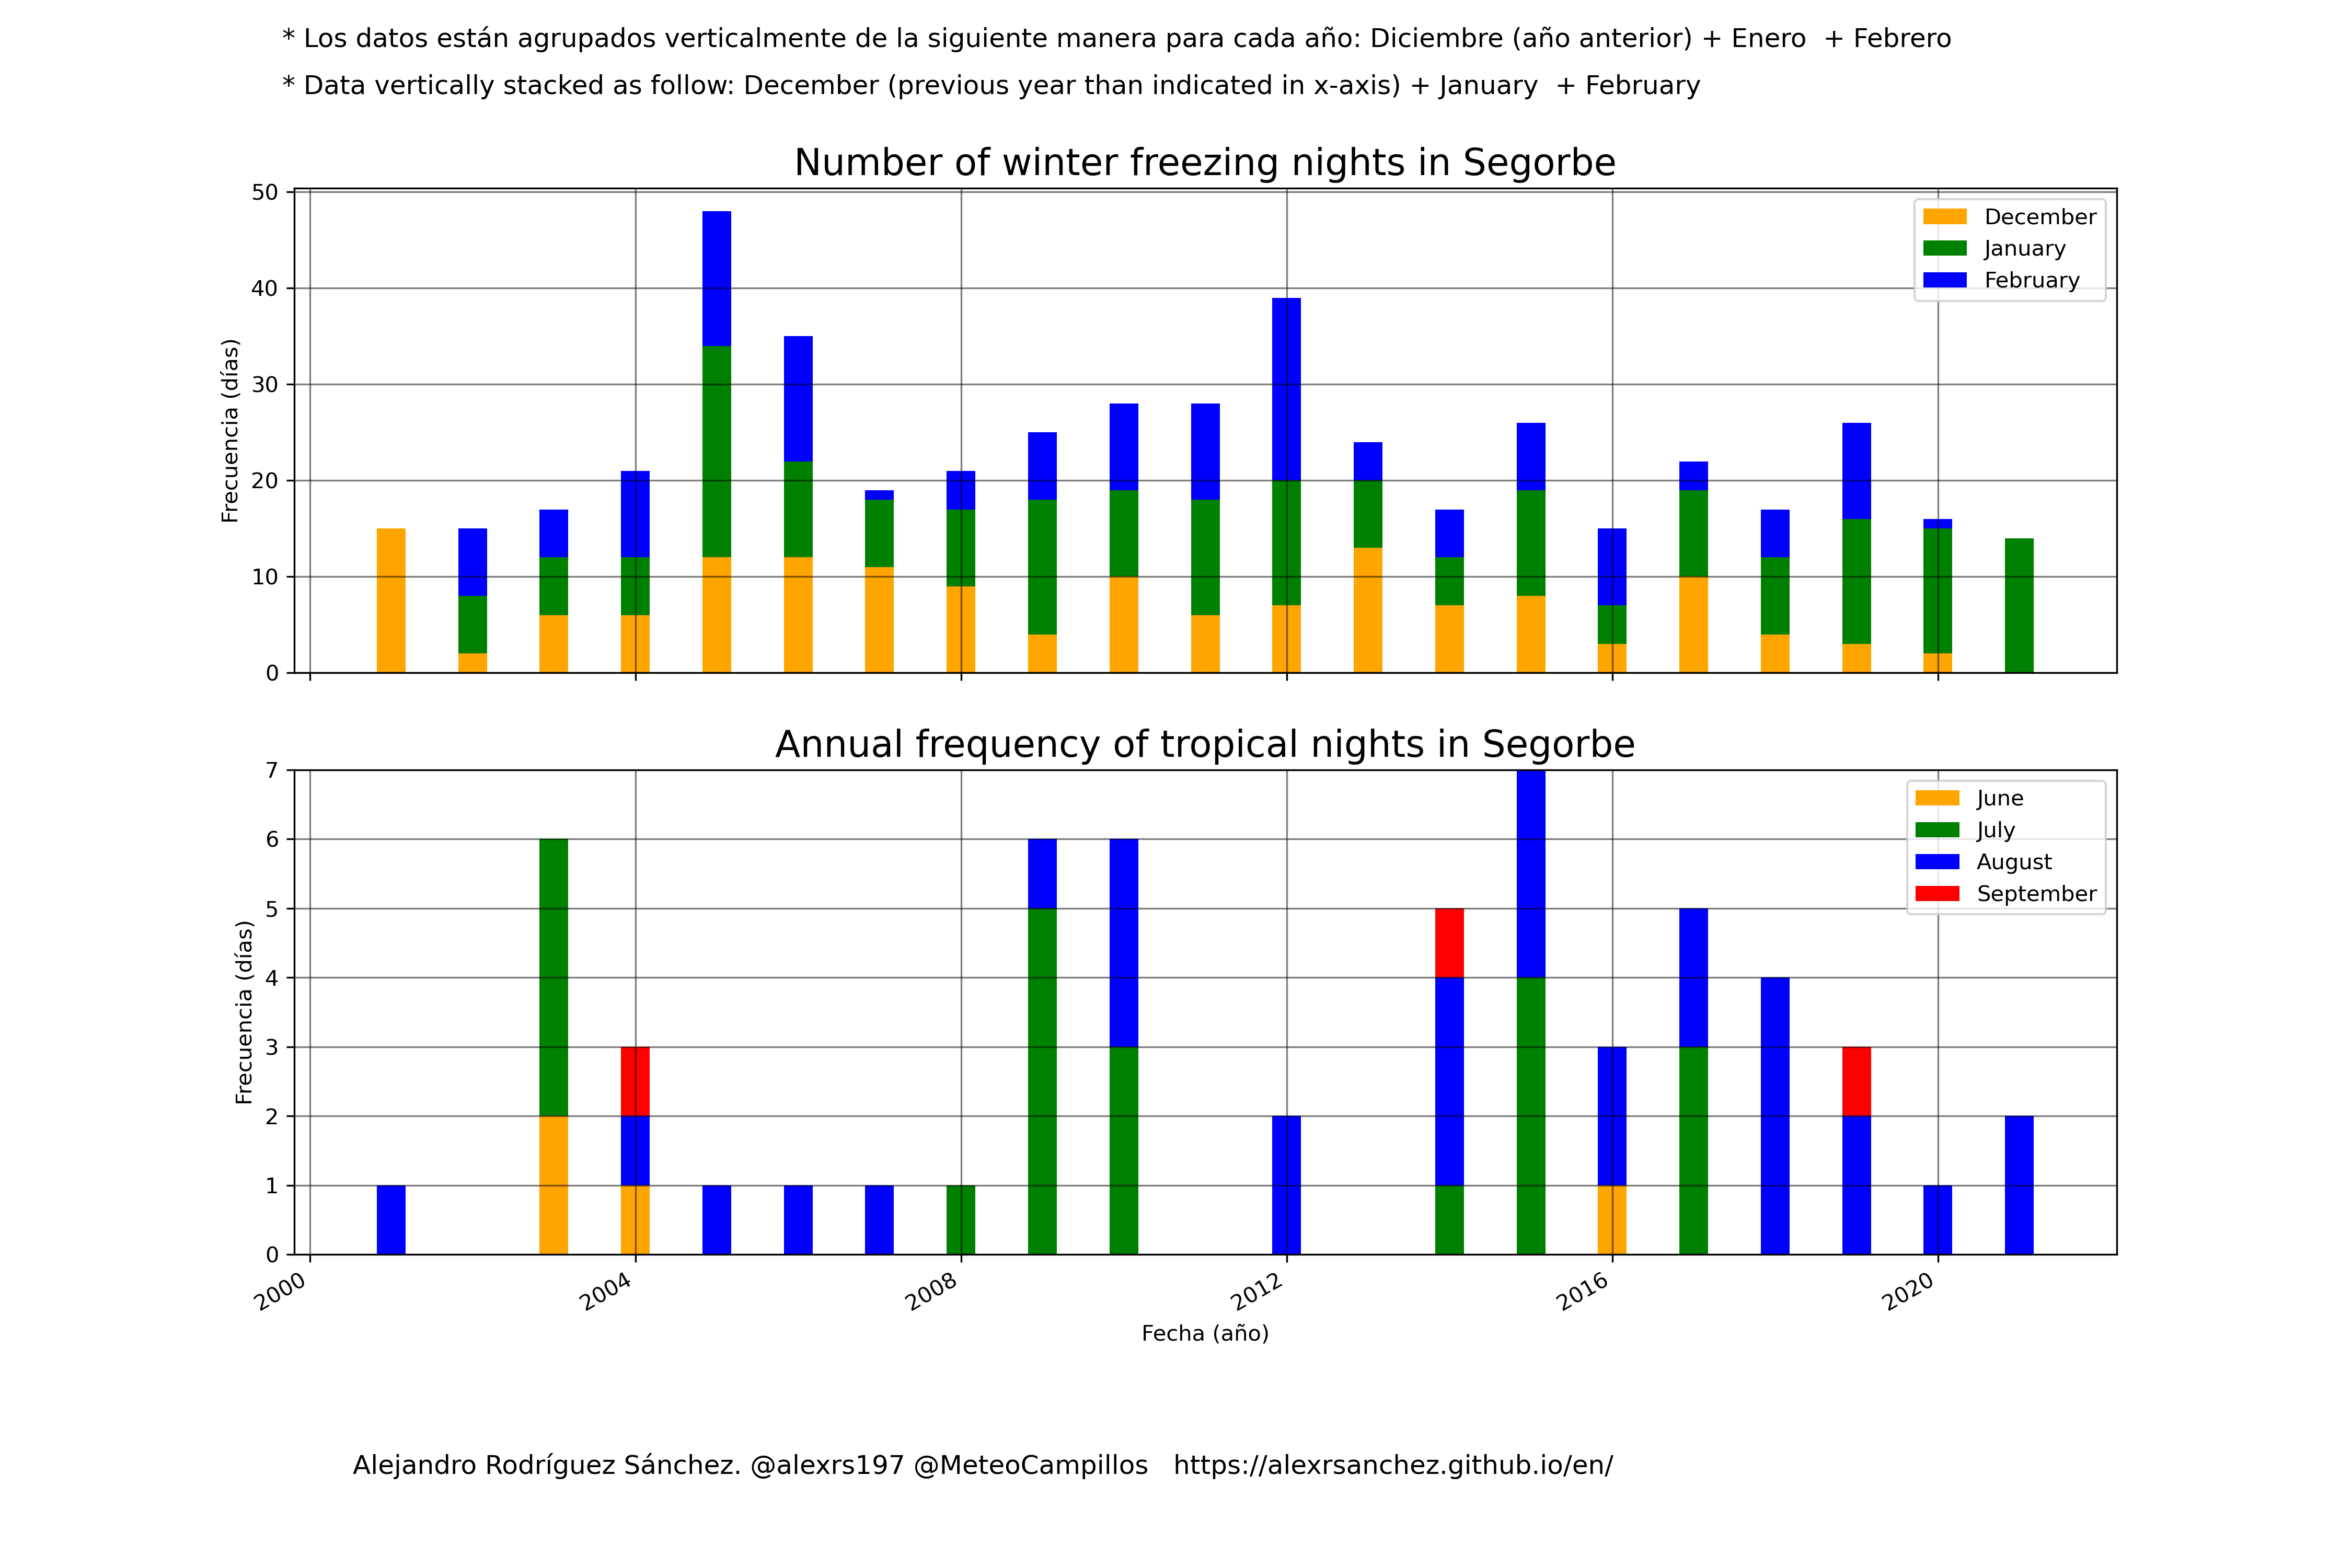 * Los datos están agrupados verticalmente de la siguiente manera para cada año: Diciembre (año anterior) + Enero  + Febrero
* Data vertically stacked as follow: December (previous year than indicated in x-axis) + January  + February
Number of winter freezing nights in Segorbe
50
40
30
20
10
0
Frecuencia (días)
December
January
February
Annual frequency of tropical nights in Segorbe
7
6
5
4
3
2
1
0
Frecuencia (días)
June
July
August
September
2000
2004
2008
2012
2016
2020
Fecha (año)
Alejandro Rodríguez Sánchez. @alexrs197 @MeteoCampillos   https://alexrsanchez.github.io/en/